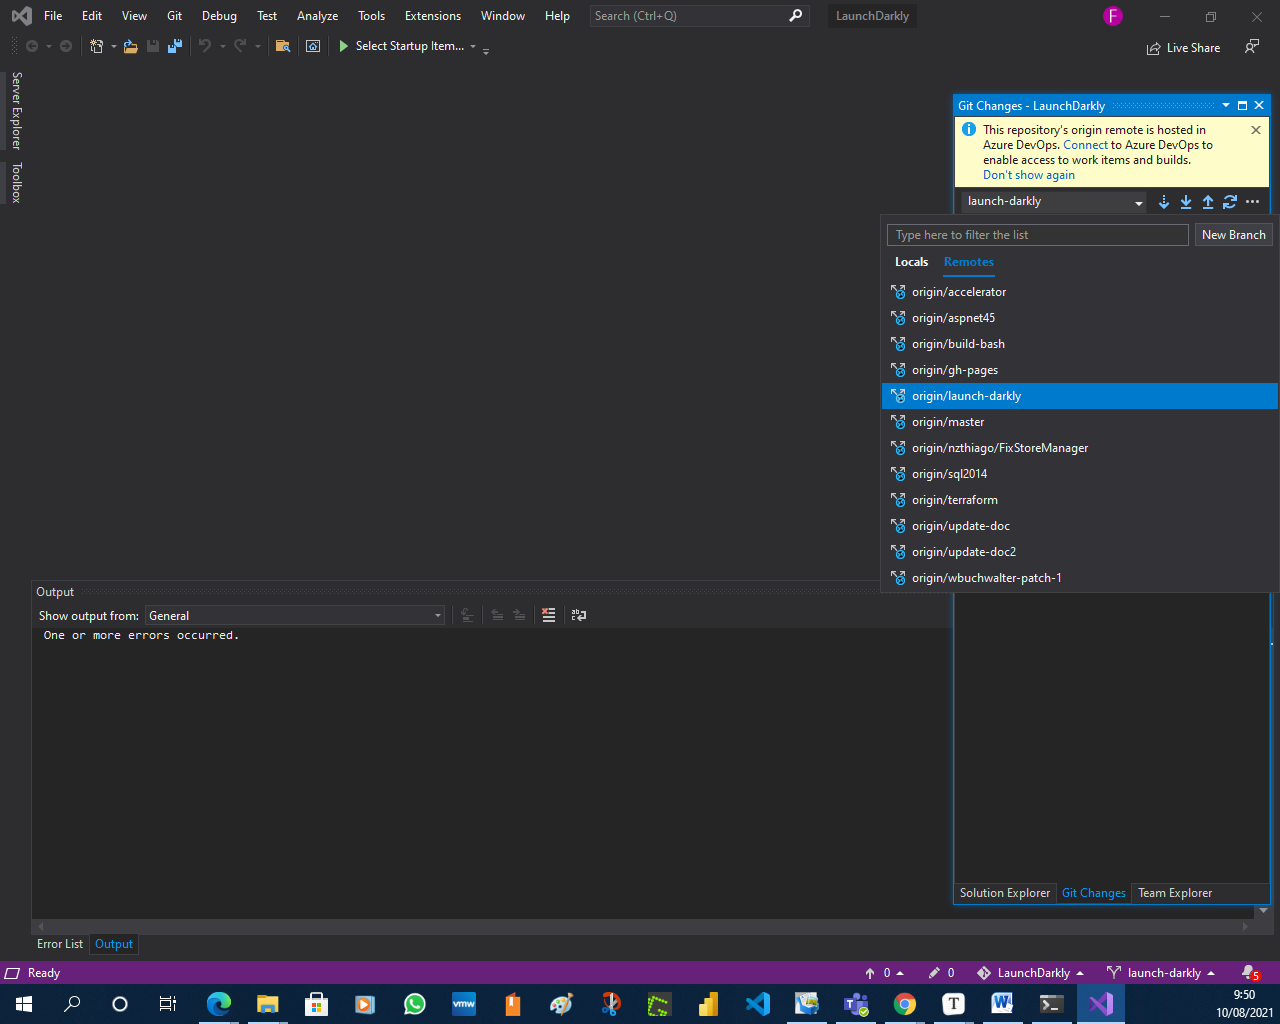 File Edit View Git Debug Test Analyze Tools Extensions Window Help Search (Ctrl+Q) LaunchDarkly F
Select Startup Item... Live Share
Server Explorer
Toolbox
Git Changes - LaunchDarkly
This repository's origin remote is hosted in
Azure DevOps. Connect to Azure DevOps to
enable access to work items and builds.
Don't show again
launch-darkly
Type here to filter the list New Branch
Locals Remotes
origin/accelerator
origin/aspnet45
origin/build-bash
origin/gh-pages
origin/launch-darkly
origin/master
origin/nzthiago/FixStoreManager
origin/sql2014
origin/terraform
origin/update-doc
origin/update-doc2
origin/wbuchwalter-patch-1
Output
Show output from: General
One or more errors occurred.
Solution Explorer Git Changes Team Explorer
Error List Output
Ready 0 0 LaunchDarkly launch-darkly 5
vmw T W 9:50
10/08/2021